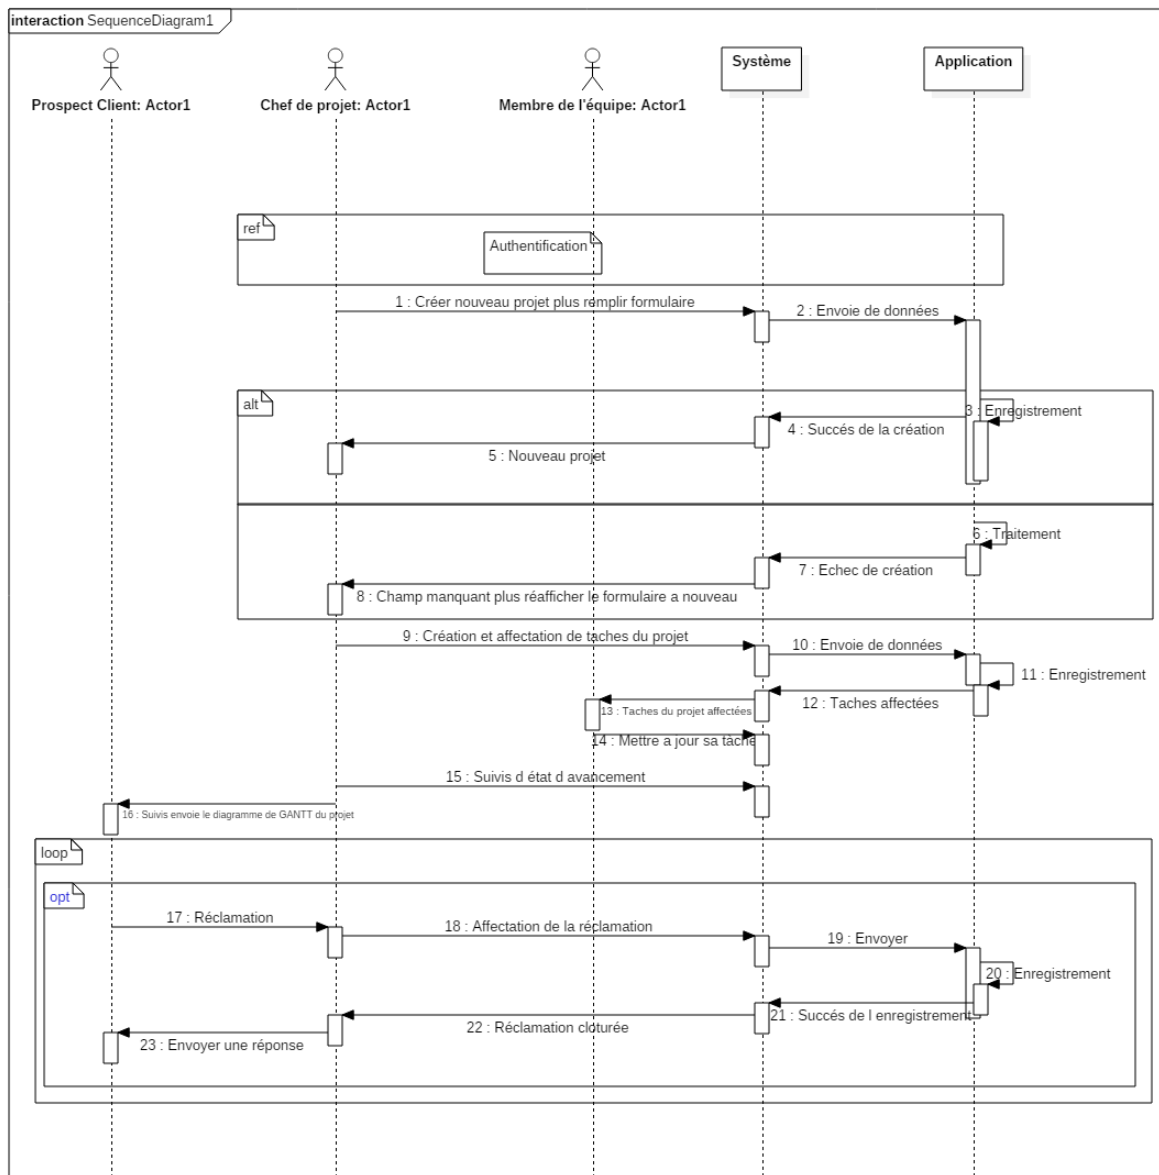 interaction SequenceDiagram1
Prospect Client: Actor1
Chef de projet: Actor1
Membre de l'équipe: Actor1
Système
Application
ref
Authentification
1 : Créer nouveau projet plus remplir formulaire
2 : Envoie de données
alt
3 : Enregistrement
4 : Succés de la création
5 : Nouveau projet
6 : Traitement
7 : Echec de création
8 : Champ manquant plus réafficher le formulaire a nouveau
9 : Création et affectation de taches du projet
10 : Envoie de données
11 : Enregistrement
12 : Taches affectées
13 : Taches du projet affectées
14 : Mettre a jour sa tâche
15 : Suivis d état d avancement
16 : Suivis envoie le diagramme de GANTT du projet
loop
opt
17 : Réclamation
18 : Affectation de la réclamation
19 : Envoyer
20 : Enregistrement
21 : Succés de l enregistrement
22 : Réclamation cloturée
23 : Envoyer une réponse